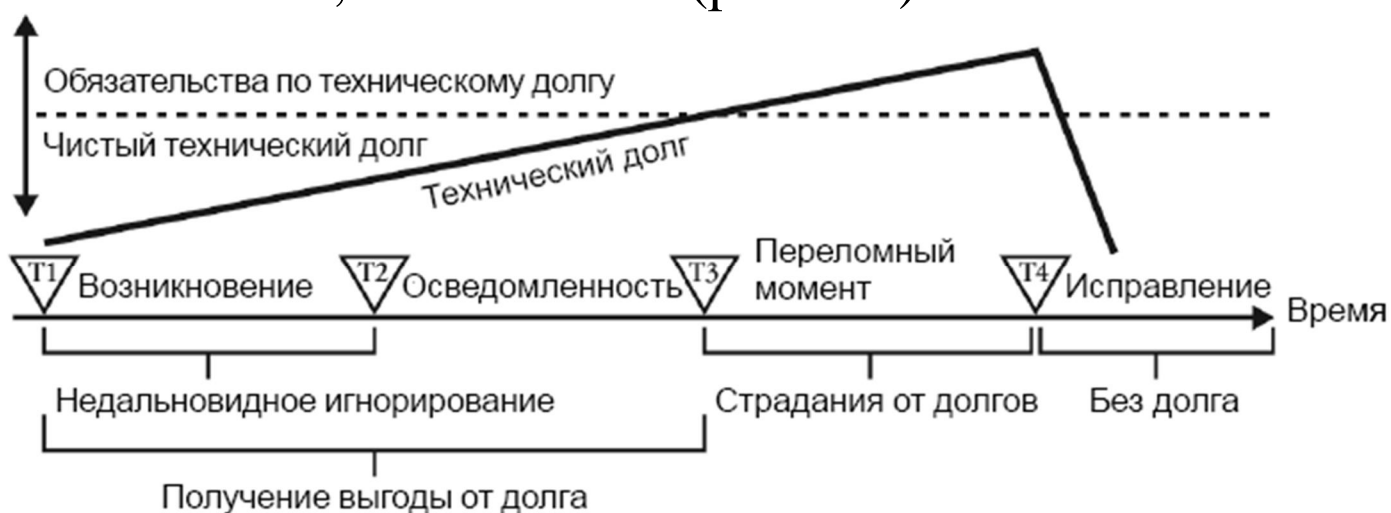 Обязательства по техническому долгу
Чистый технический долг
Технический долг
T1 Возникновение T2 Осведомленность T3 Переломный
момент T4 Исправление
Время
Недальновидное игнорирование Страдания от долгов Без долга
Получение выгоды от долга